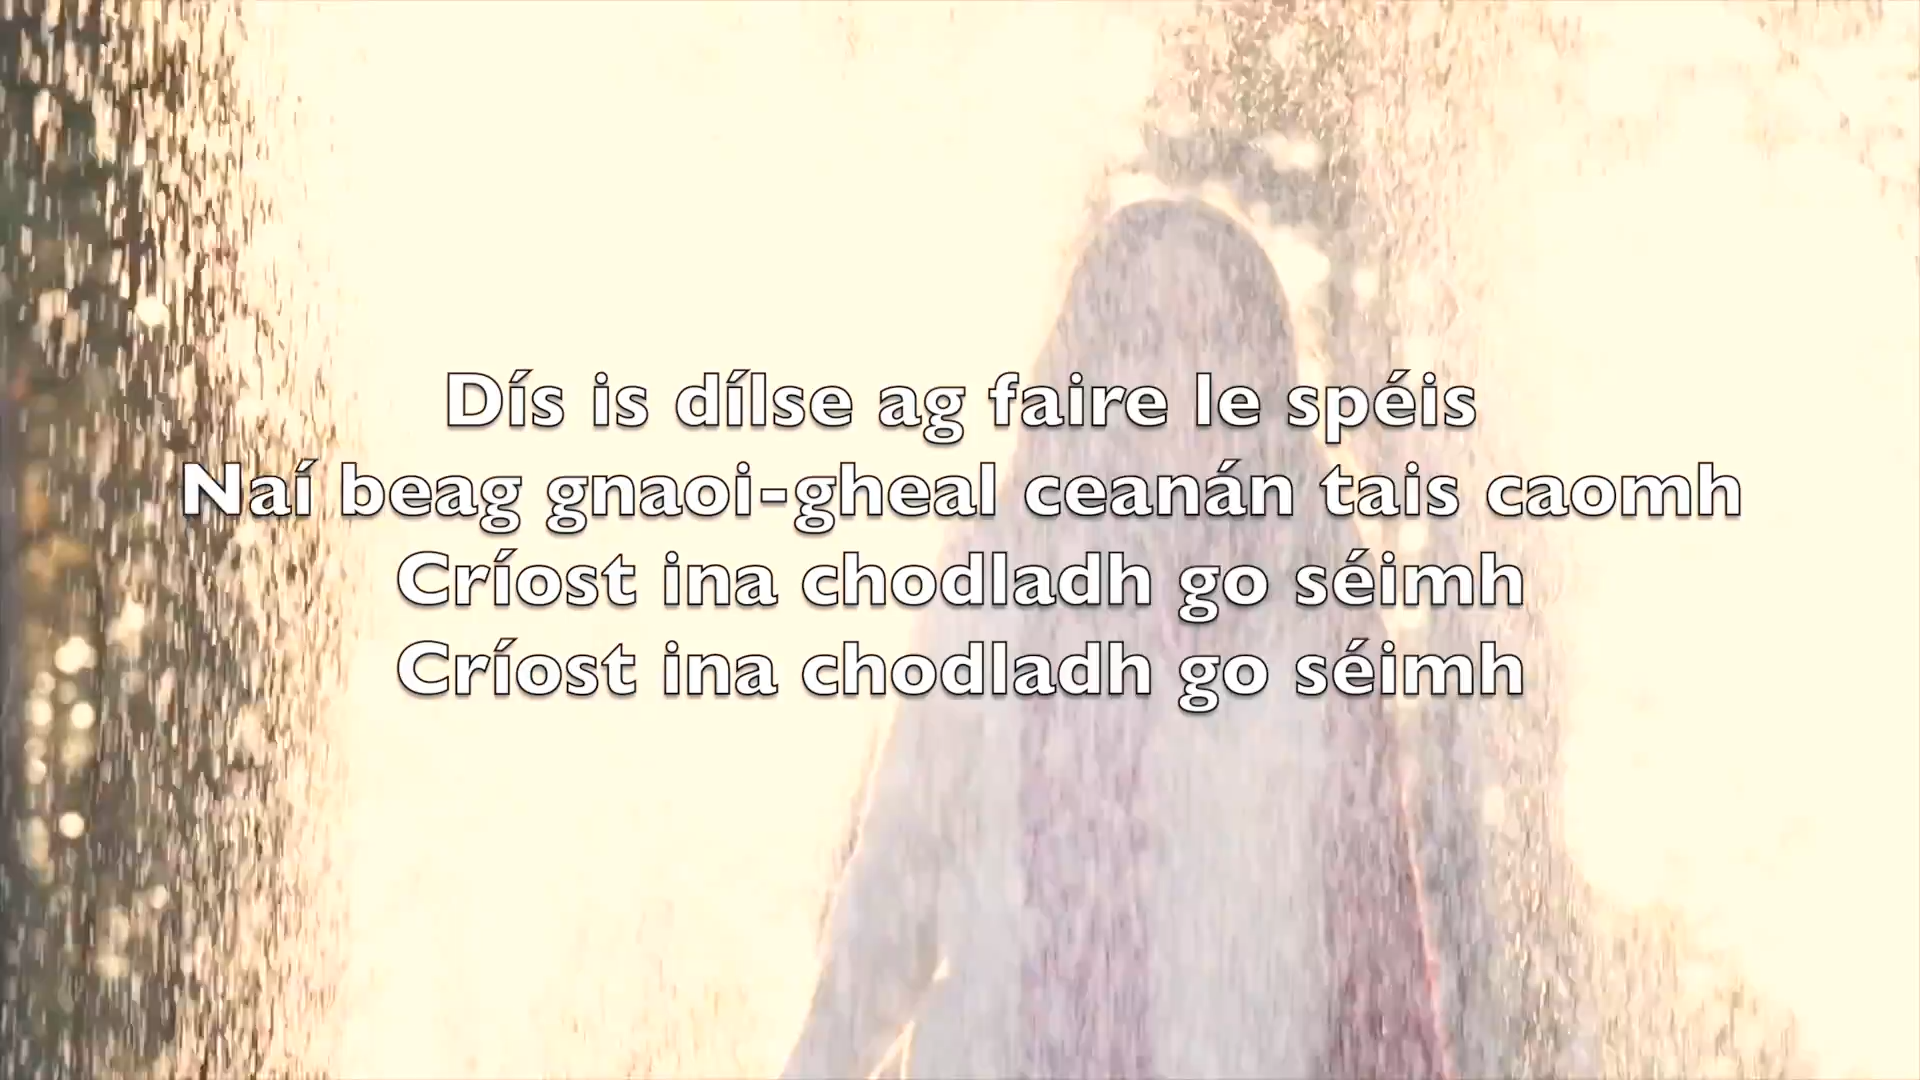 Dís is dílse ag faire le spéis
Naí beag gnaoi-gheal ceanán tais caomh
Críost ina chodladh go séimh
Críost ina chodladh go séimh